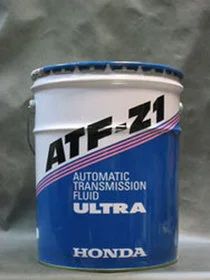 ATF-Z1
AUTOMATIC
TRANSMISSION
FLUID
ULTRA
HONDA